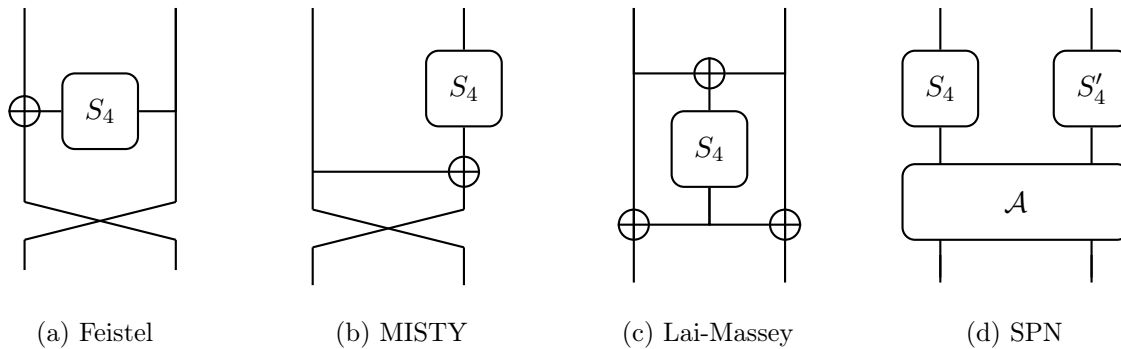 S₄
S₄
S₄
S₄ S′₄
𝒜
(a) Feistel (b) MISTY (c) Lai-Massey (d) SPN